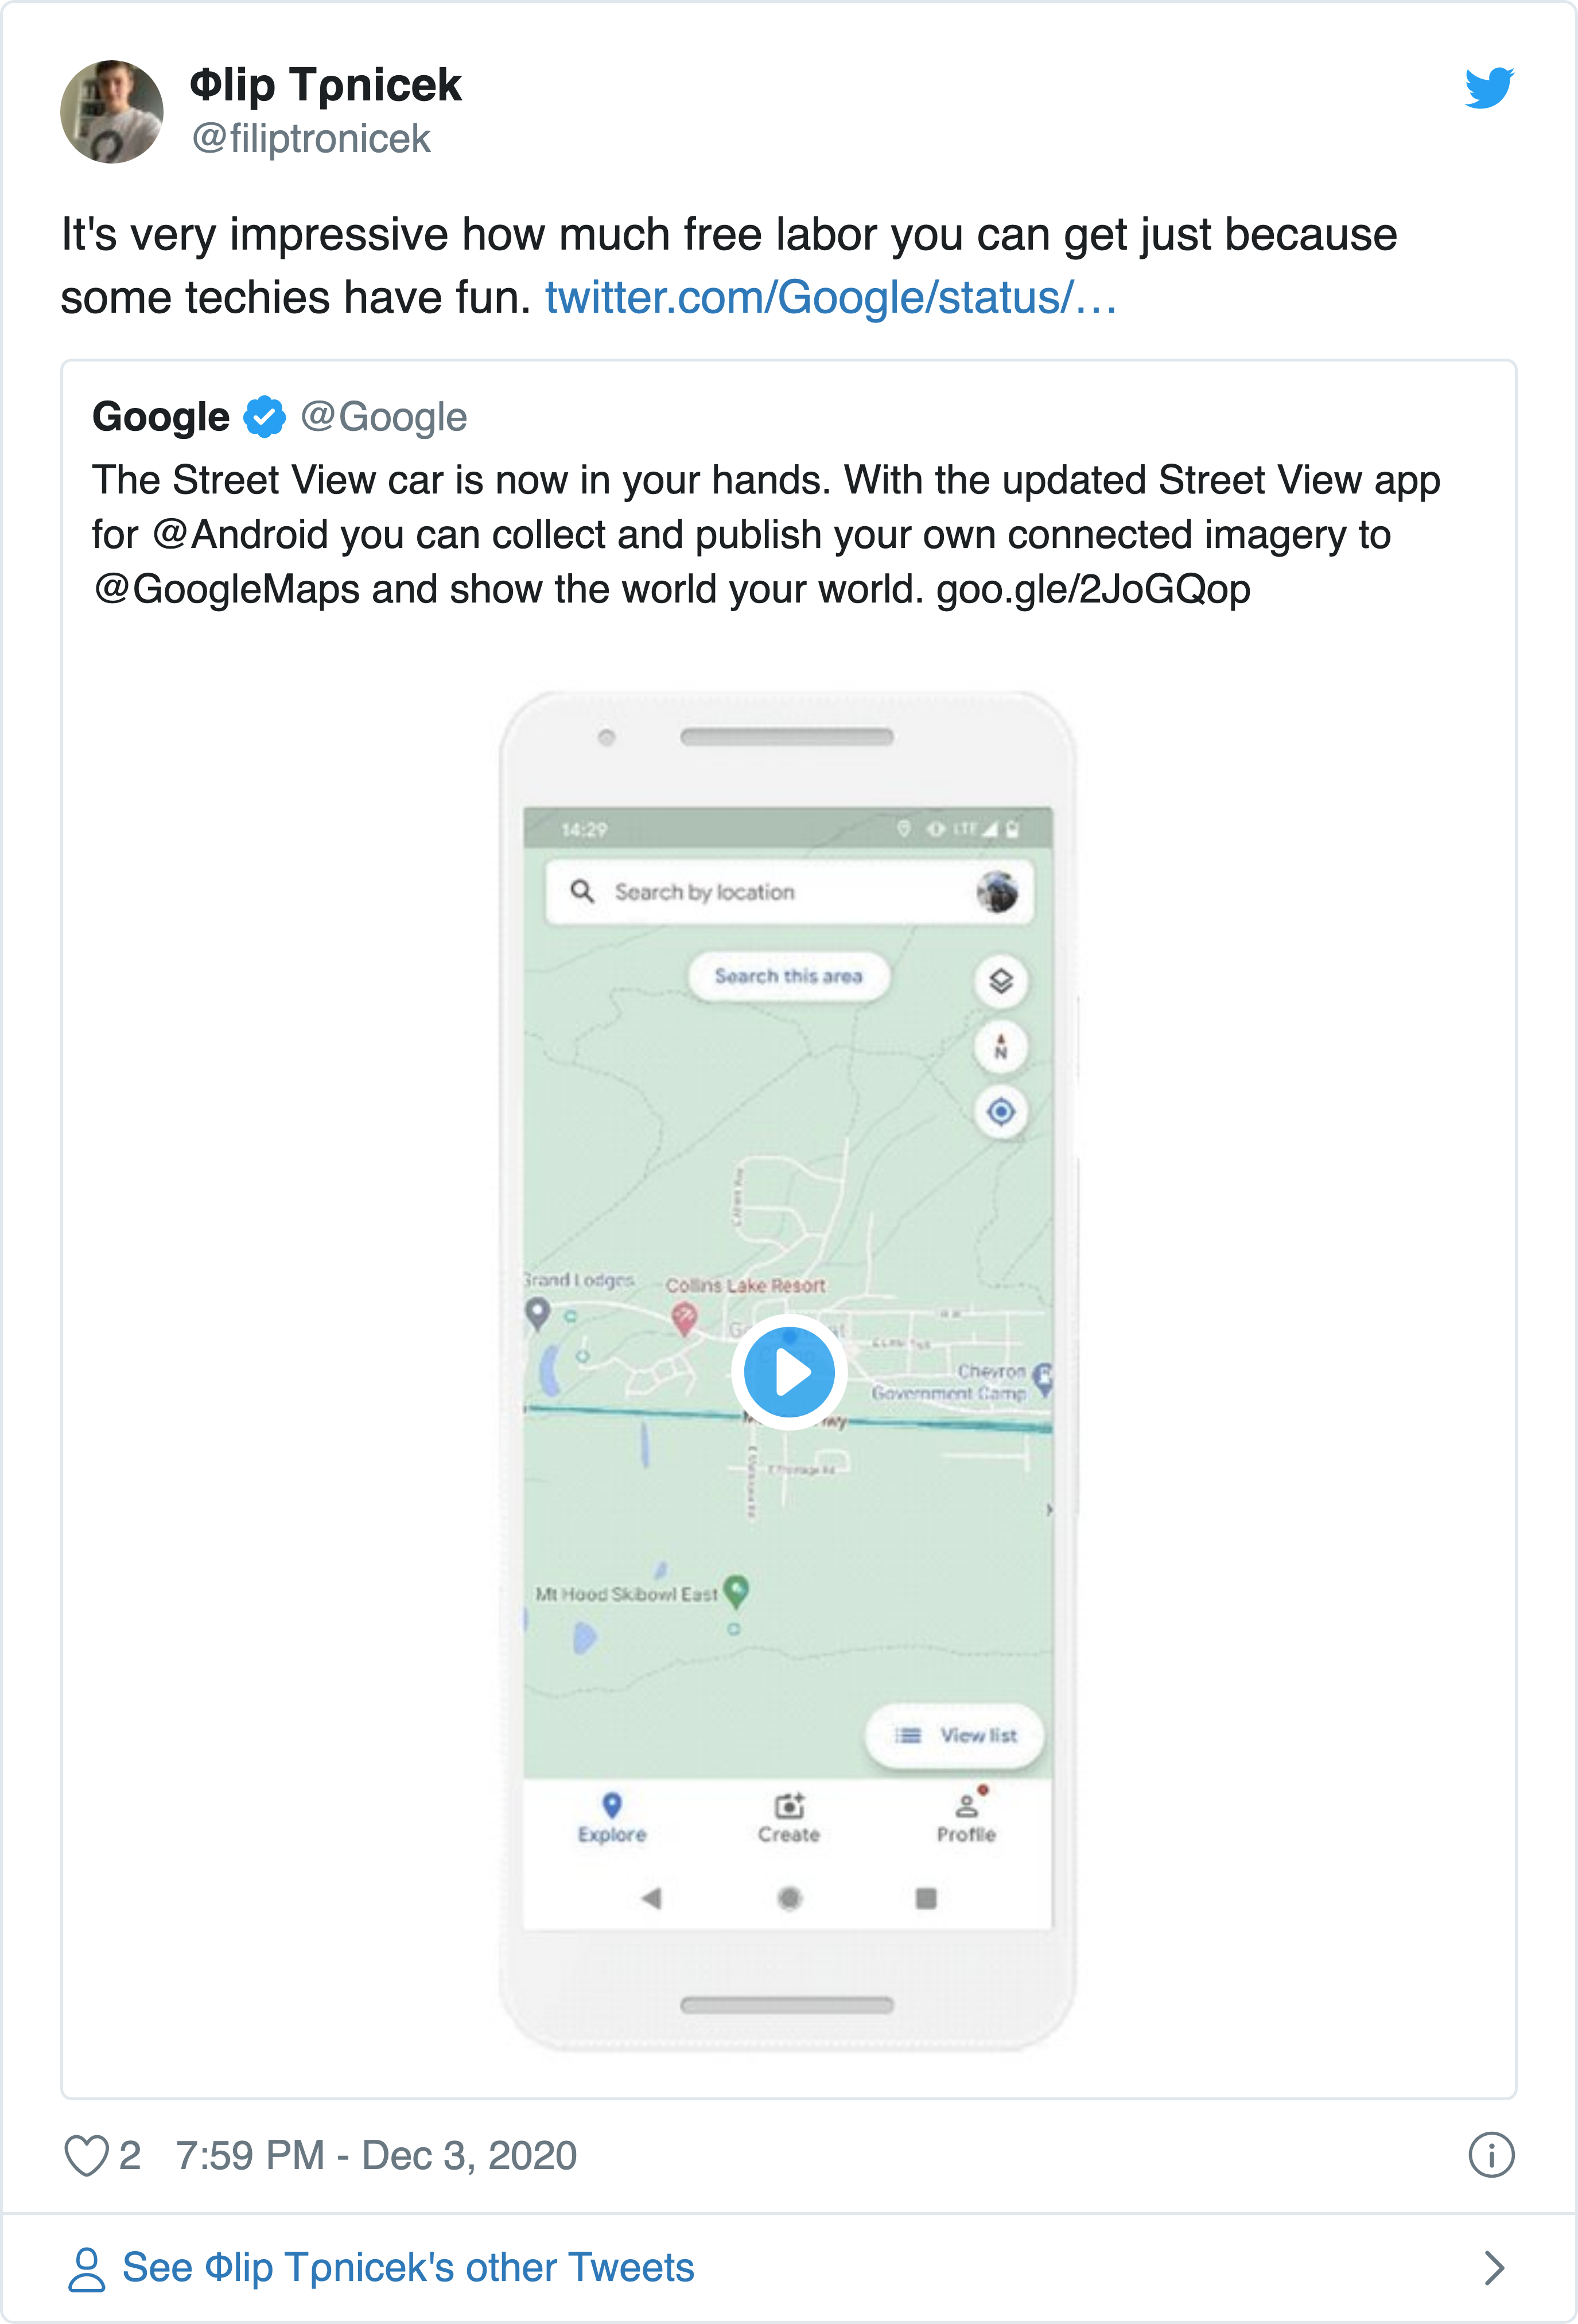 Φlip Tρnicek
@filiptronicek
It's very impressive how much free labor you can get just because
some techies have fun. twitter.com/Google/status/…
Google @Google
The Street View car is now in your hands. With the updated Street View app
for @Android you can collect and publish your own connected imagery to
@GoogleMaps and show the world your world. goo.gle/2JoGQop
14:29 LTE
Search by location
Search this area
N
Grand Lodges
Collins Lake Resort
Chevron
Government Camp
Mt Hood Skibowl East
View list
Explore Create Profile
2 7:59 PM - Dec 3, 2020
See Φlip Tρnicek's other Tweets